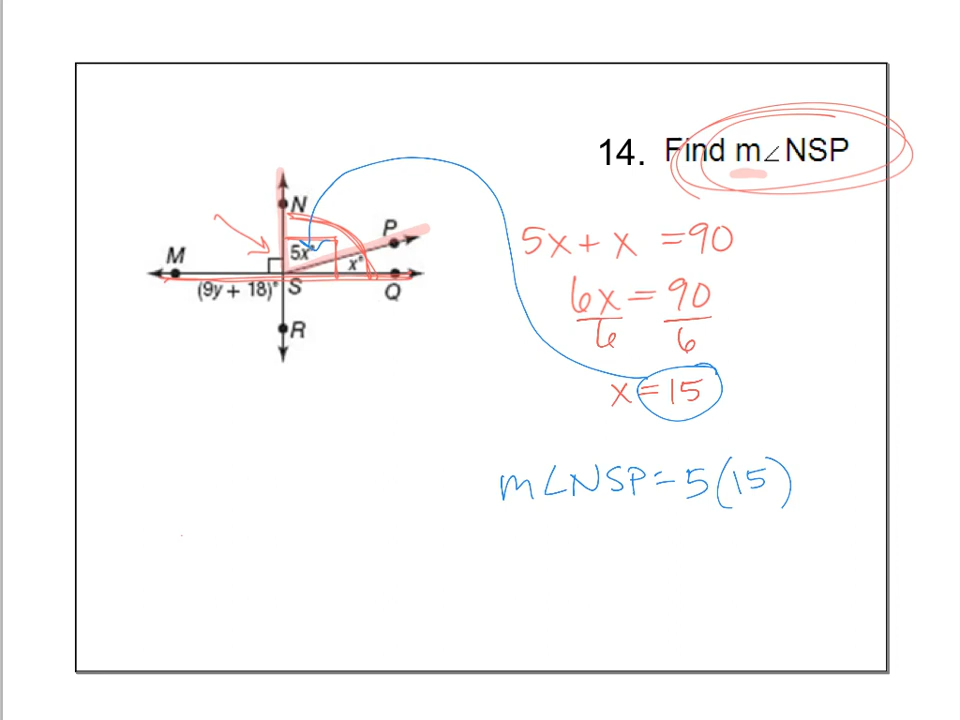 14. Find m∠NSP
N
P
5x°
x°
M
(9y + 18)°
S
Q
R
5x + x = 90
6x = 90
6 6
x = 15
m∠NSP = 5(15)